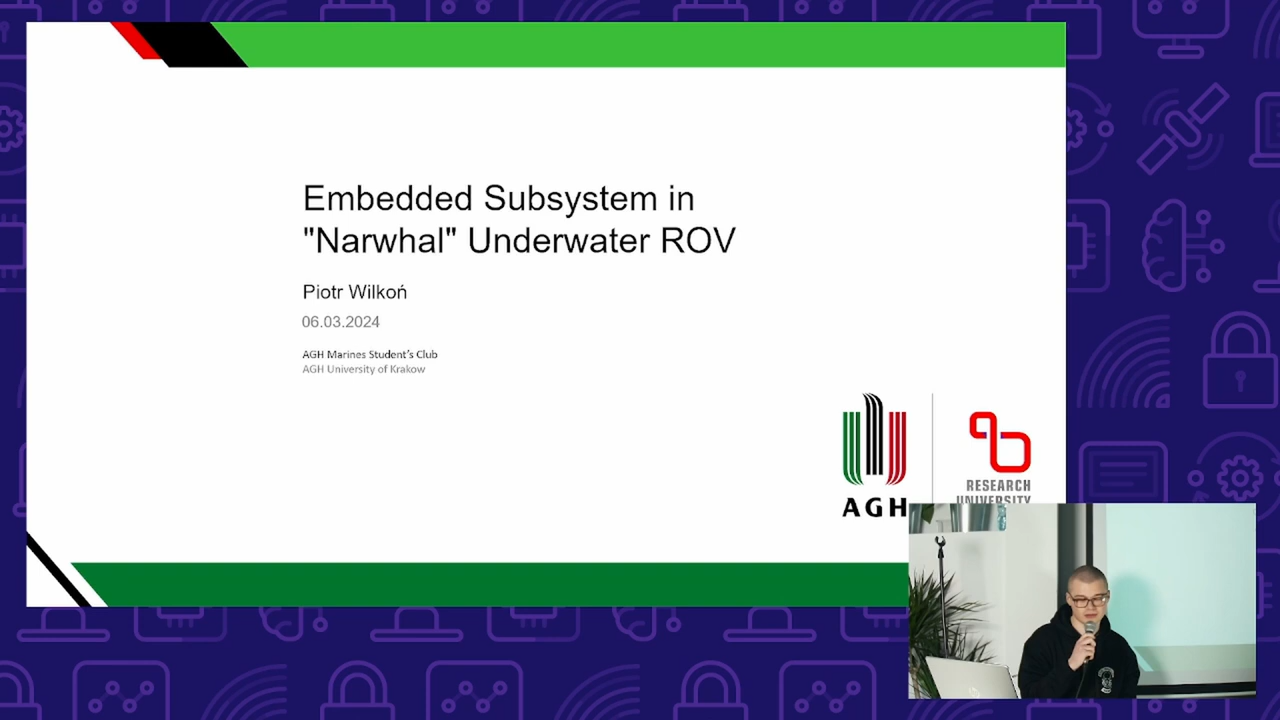 Embedded Subsystem in
"Narwhal" Underwater ROV
Piotr Wilkoń
06.03.2024
AGH Marines Student’s Club
AGH University of Krakow
AGH
RESEARCH
UNIVERSITY